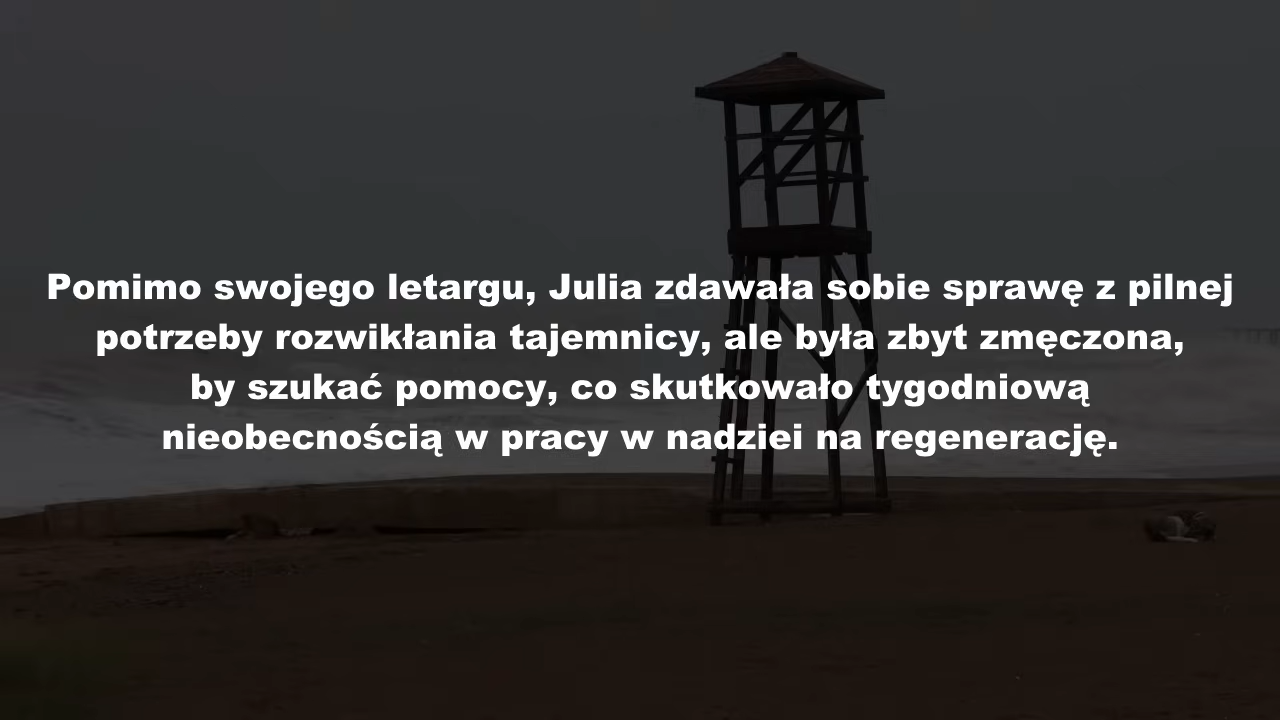 Pomimo swojego letargu, Julia zdawała sobie sprawę z pilnej
potrzeby rozwikłania tajemnicy, ale była zbyt zmęczona,
by szukać pomocy, co skutkowało tygodniową
nieobecnością w pracy w nadziei na regenerację.